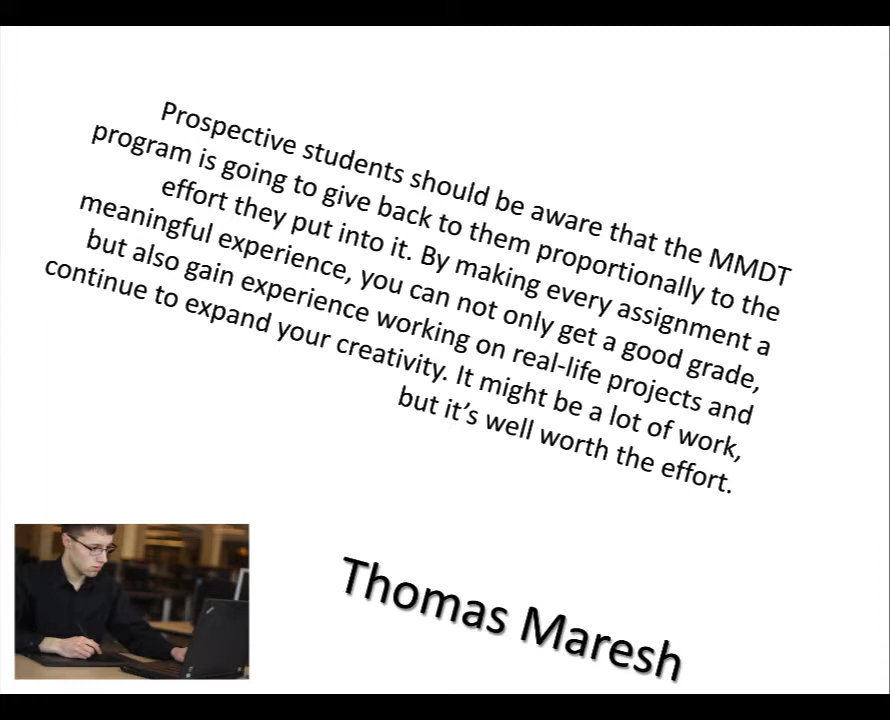 Prospective students should be aware that the MMDT
program is going to give back to them proportionally to the
effort they put into it. By making every assignment a
meaningful experience, you can not only get a good grade,
but also gain experience working on real-life projects and
continue to expand your creativity. It might be a lot of work,
but it’s well worth the effort.
Thomas Maresh